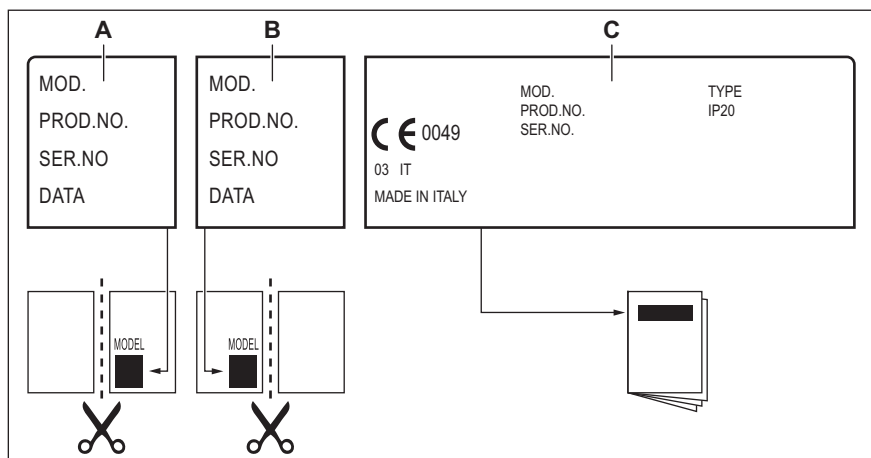 A
B
C
MOD.
PROD.NO.
SER.NO
DATA
MOD.
PROD.NO.
SER.NO
DATA
MOD.
PROD.NO.
SER.NO.
TYPE
IP20
CE 0049
03 IT
MADE IN ITALY
MODEL
MODEL